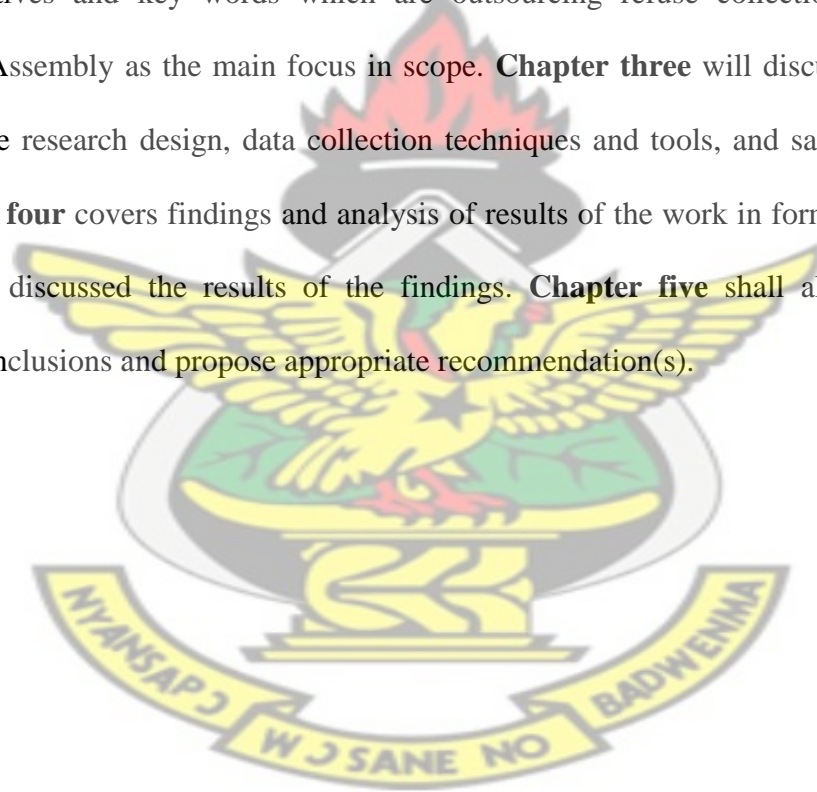 tives and key words which are outsourcing refuse collectio
Assembly as the main focus in scope. Chapter three will disc
e research design, data collection techniques and tools, and sa
four covers findings and analysis of results of the work in for
discussed the results of the findings. Chapter five shall al
nclusions and propose appropriate recommendation(s).
NYANSAPƆ WƆSANE NO BADWENMA